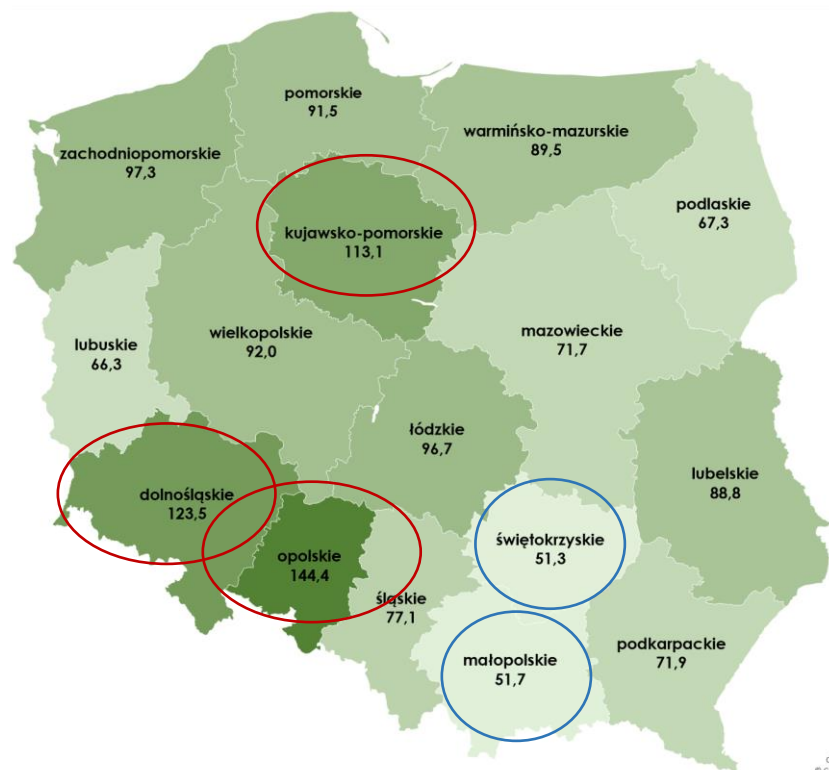 pomorskie
91,5
warmińsko-mazurskie
89,5
zachodniopomorskie
97,3
podlaskie
67,3
kujawsko-pomorskie
113,1
mazowieckie
71,7
wielkopolskie
92,0
lubuskie
66,3
łódzkie
96,7
lubelskie
88,8
dolnośląskie
123,5
świętokrzyskie
51,3
opolskie
144,4
śląskie
77,1
podkarpackie
71,9
małopolskie
51,7